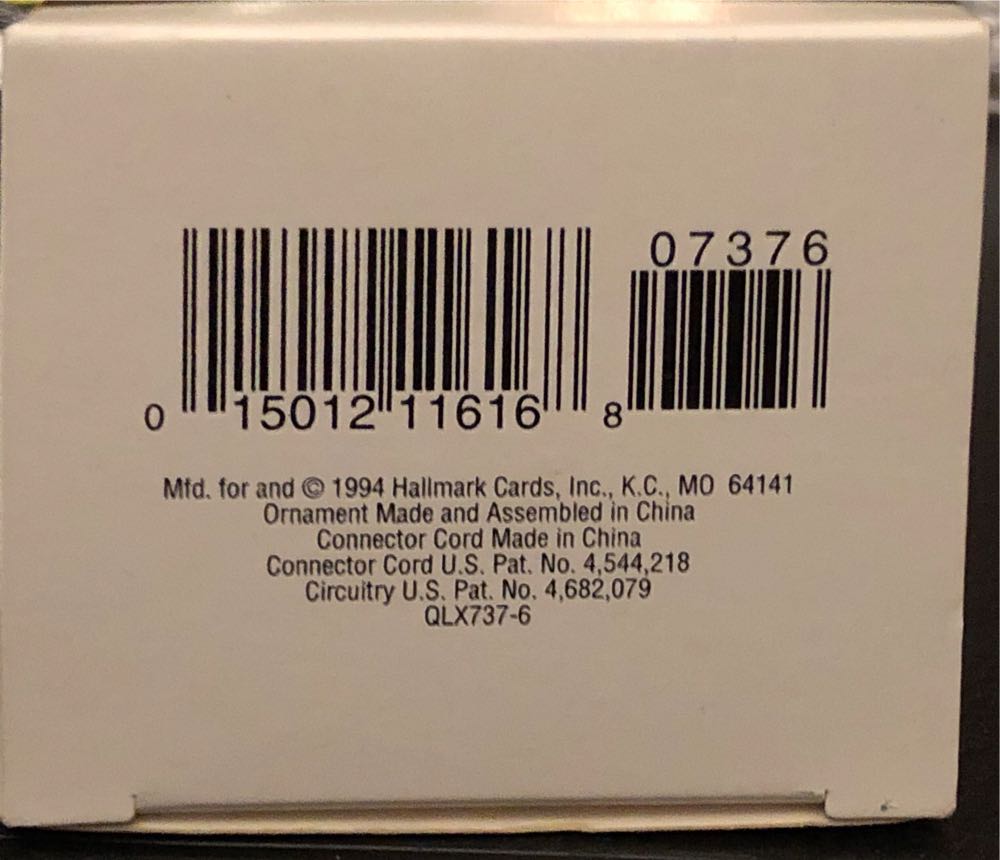 07376
0 15012 11616 8
Mfd. for and © 1994 Hallmark Cards, Inc., K.C., MO 64141
Ornament Made and Assembled in China
Connector Cord Made in China
Connector Cord U.S. Pat. No. 4,544,218
Circuitry U.S. Pat. No. 4,682,079
QLX737-6